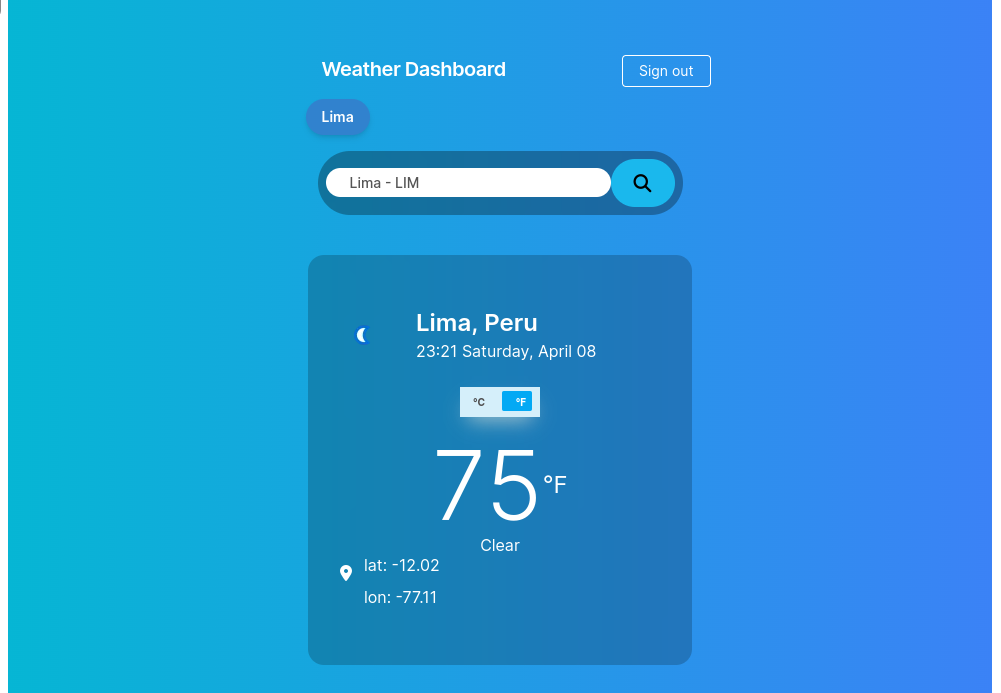 Weather Dashboard
Sign out
Lima
Lima - LIM
Lima, Peru
23:21 Saturday, April 08
°C °F
75 °F
Clear
lat: -12.02
lon: -77.11